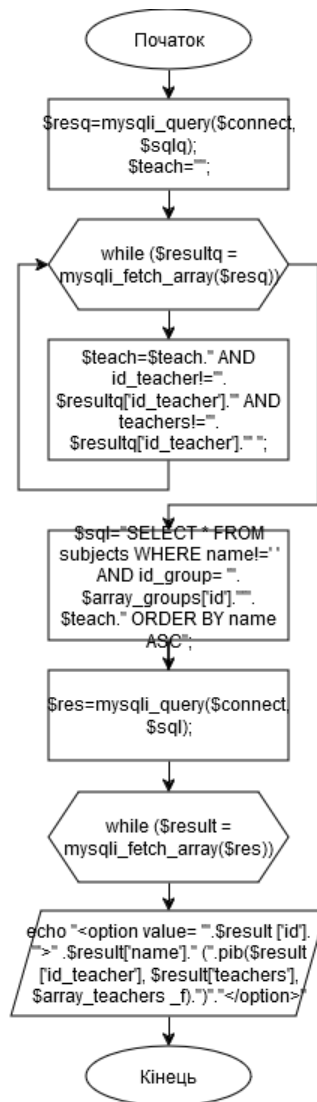 Початок
$resq=mysqli_query($connect,
$sqlq);
$teach="";
while ($resultq =
mysqli_fetch_array($resq))
$teach=$teach." AND
id_teacher!='".
$resultq['id_teacher']."' AND
teachers!='".
$resultq['id_teacher']."' ";
$sql="SELECT * FROM
subjects WHERE name!=' '
AND id_group= '".
$array_groups['id']."'".
$teach." ORDER BY name
ASC";
$res=mysqli_query($connect,
$sql);
while ($result =
mysqli_fetch_array($res))
echo "<option value= '".$result ['id'].
"'>" .$result['name']." (".pib($result
['id_teacher'], $result['teachers'],
$array_teachers _f).")"."</option>"
Кінець